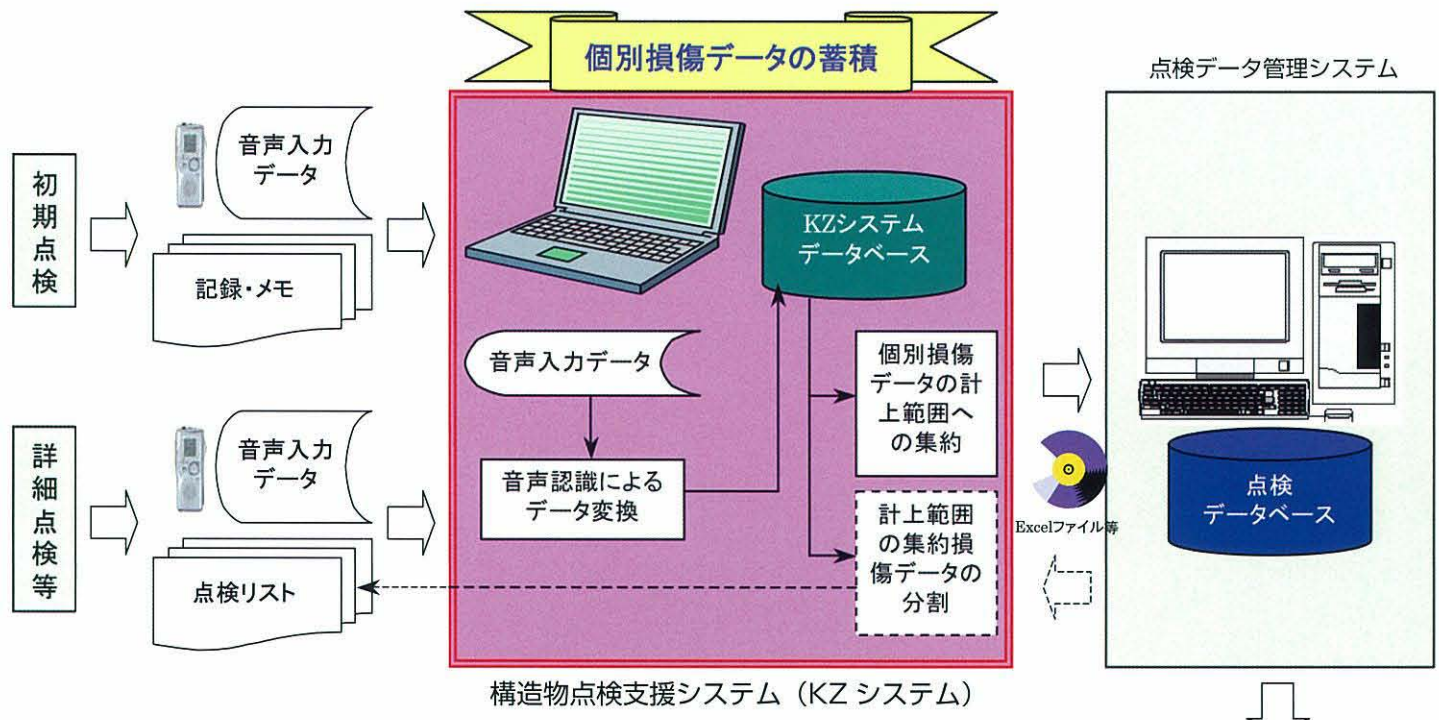 個別損傷データの蓄積
点検データ管理システム
初
期
点
検
音声入力
データ
記録・メモ
KZシステム
データベース
音声入力データ
音声認識による
データ変換
個別損傷
データの計
上範囲へ
の集約
計上範囲
の集約損
傷データの
分割
詳
細
点
検
等
音声入力
データ
点検リスト
Excelファイル等
点検
データベース
構造物点検支援システム（KZ システム）